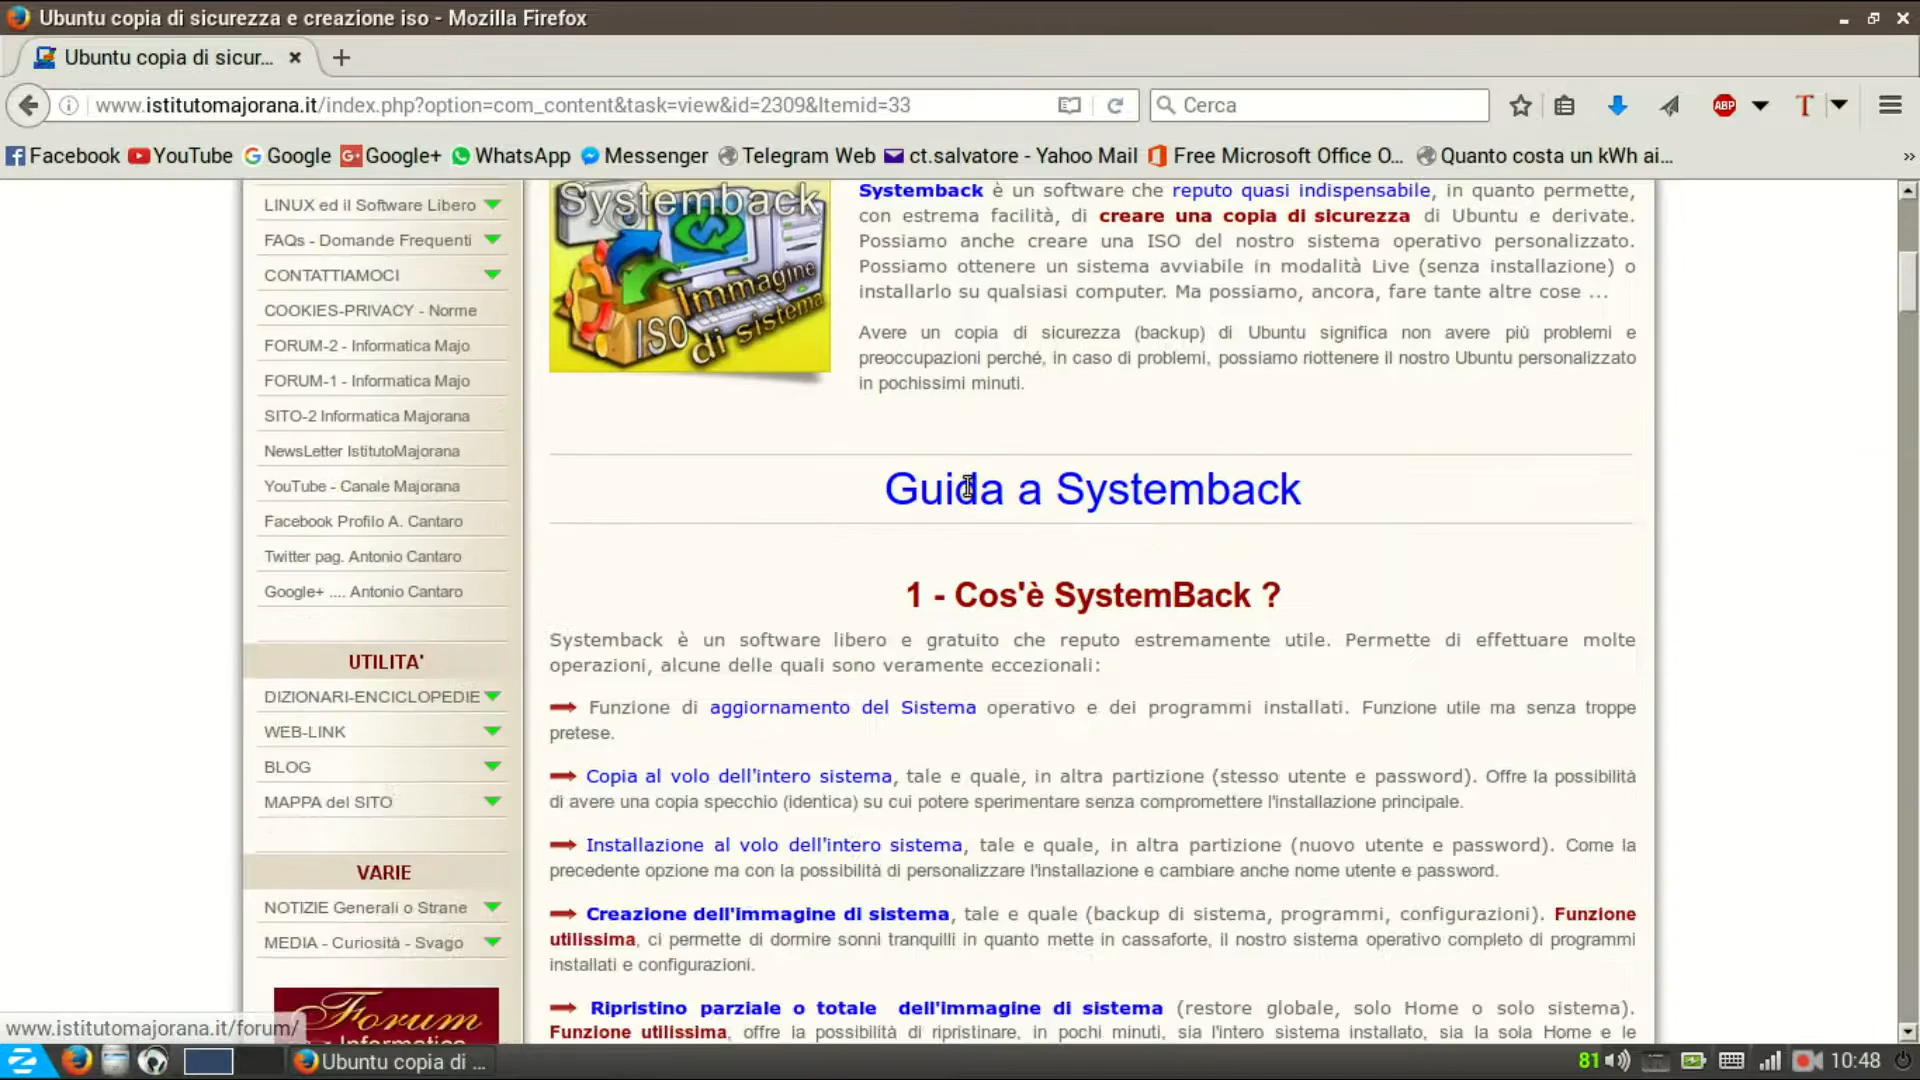 Ubuntu copia di sicurezza e creazione iso - Mozilla Firefox
Ubuntu copia di sicur...
www.istitutomajorana.it/index.php?option=com_content&task=view&id=2309&Itemid=33
Cerca
ABP
T
Facebook YouTube Google Google+ WhatsApp Messenger Telegram Web ct.salvatore - Yahoo Mail Free Microsoft Office O... Quanto costa un kWh ai...
LINUX ed il Software Libero
FAQs - Domande Frequenti
CONTATTIAMOCI
COOKIES-PRIVACY - Norme
FORUM-2 - Informatica Majo
FORUM-1 - Informatica Majo
SITO-2 Informatica Majorana
NewsLetter IstitutoMajorana
YouTube - Canale Majorana
Facebook Profilo A. Cantaro
Twitter pag. Antonio Cantaro
Google+ .... Antonio Cantaro
UTILITA'
DIZIONARI-ENCICLOPEDIE
WEB-LINK
BLOG
MAPPA del SITO
VARIE
NOTIZIE Generali o Strane
MEDIA - Curiosità - Svago
Forum
Informatica
Systemback
Immagine
ISO di sistema
Systemback è un software che reputo quasi indispensabile, in quanto permette,
con estrema facilità, di creare una copia di sicurezza di Ubuntu e derivate.
Possiamo anche creare una ISO del nostro sistema operativo personalizzato.
Possiamo ottenere un sistema avviabile in modalità Live (senza installazione) o
installarlo su qualsiasi computer. Ma possiamo, ancora, fare tante altre cose ...
Avere un copia di sicurezza (backup) di Ubuntu significa non avere più problemi e
preoccupazioni perché, in caso di problemi, possiamo riottenere il nostro Ubuntu personalizzato
in pochissimi minuti.
Guida a Systemback
1 - Cos'è SystemBack ?
Systemback è un software libero e gratuito che reputo estremamente utile. Permette di effettuare molte
operazioni, alcune delle quali sono veramente eccezionali:
Funzione di aggiornamento del Sistema operativo e dei programmi installati. Funzione utile ma senza troppe
pretese.
Copia al volo dell'intero sistema, tale e quale, in altra partizione (stesso utente e password). Offre la possibilità
di avere una copia specchio (identica) su cui potere sperimentare senza compromettere l'installazione principale.
Installazione al volo dell'intero sistema, tale e quale, in altra partizione (nuovo utente e password). Come la
precedente opzione ma con la possibilità di personalizzare l'installazione e cambiare anche nome utente e password.
Creazione dell'immagine di sistema, tale e quale (backup di sistema, programmi, configurazioni). Funzione
utilissima, ci permette di dormire sonni tranquilli in quanto mette in cassaforte, il nostro sistema operativo completo di programmi
installati e configurazioni.
Ripristino parziale o totale dell'immagine di sistema (restore globale, solo Home o solo sistema).
Funzione utilissima, offre la possibilità di ripristinare, in pochi minuti, sia l'intero sistema installato, sia la sola Home e le
www.istitutomajorana.it/forum/
Ubuntu copia di ...
81
10:48